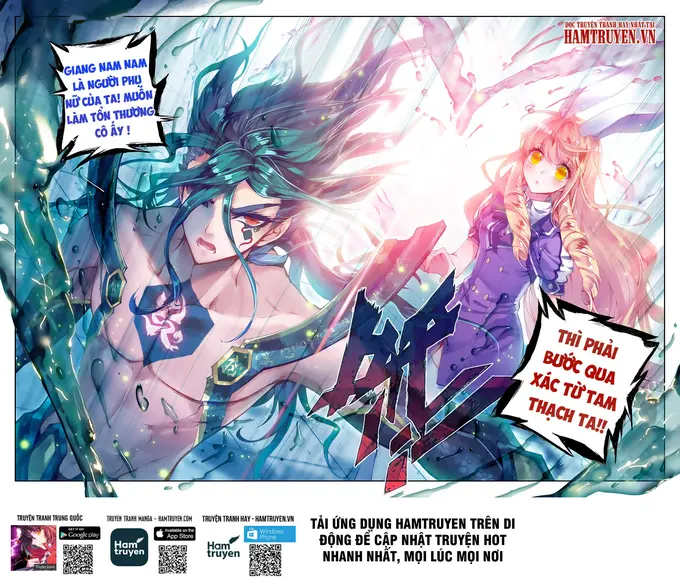 ĐỌC TRUYỆN TRANH HAY NHẤT TẠI
HAMTRUYEN.VN
GIANG NAM NAM
LÀ NGƯỜI PHỤ
NỮ CỦA TA! MUỐN
LÀM TỔN THƯƠNG
CÔ ẤY !
THÌ PHẢI
BƯỚC QUA
XÁC TỪ TAM
THẠCH TA!!
TRUYỆN TRANH TRUNG QUỐC
GET IT ON
Google play
TRUYEN TRANH MANGA - HAMTRUYEN.COM
Ham
truyen
Available on the
App Store
TRUYỆN TRANH HAY - HAMTRUYEN.VN
Ham
truyen
Windows
Phone
TẢI ỨNG DỤNG HAMTRUYEN TRÊN DI
ĐỘNG ĐỂ CẬP NHẬT TRUYỆN HOT
NHANH NHẤT, MỌI LÚC MỌI NƠI